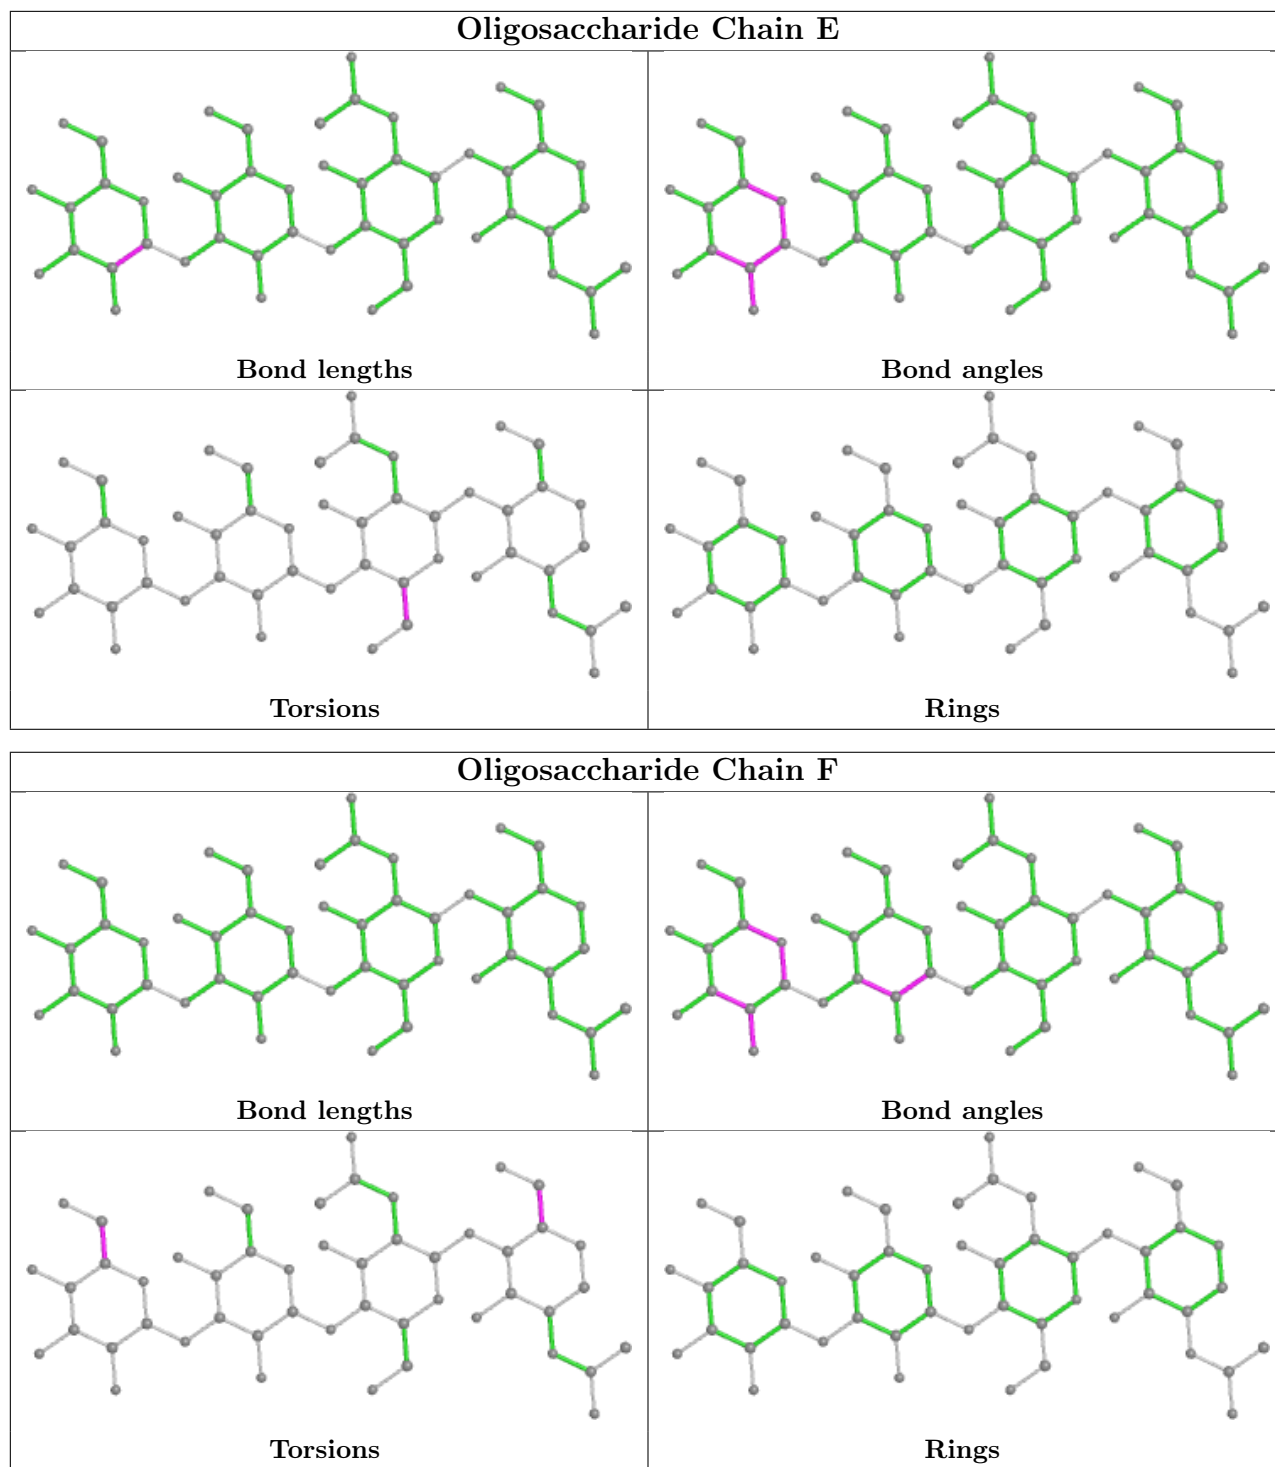 Oligosaccharide Chain E
Bond lengths
Bond angles
Torsions
Rings
Oligosaccharide Chain F
Bond lengths
Bond angles
Torsions
Rings